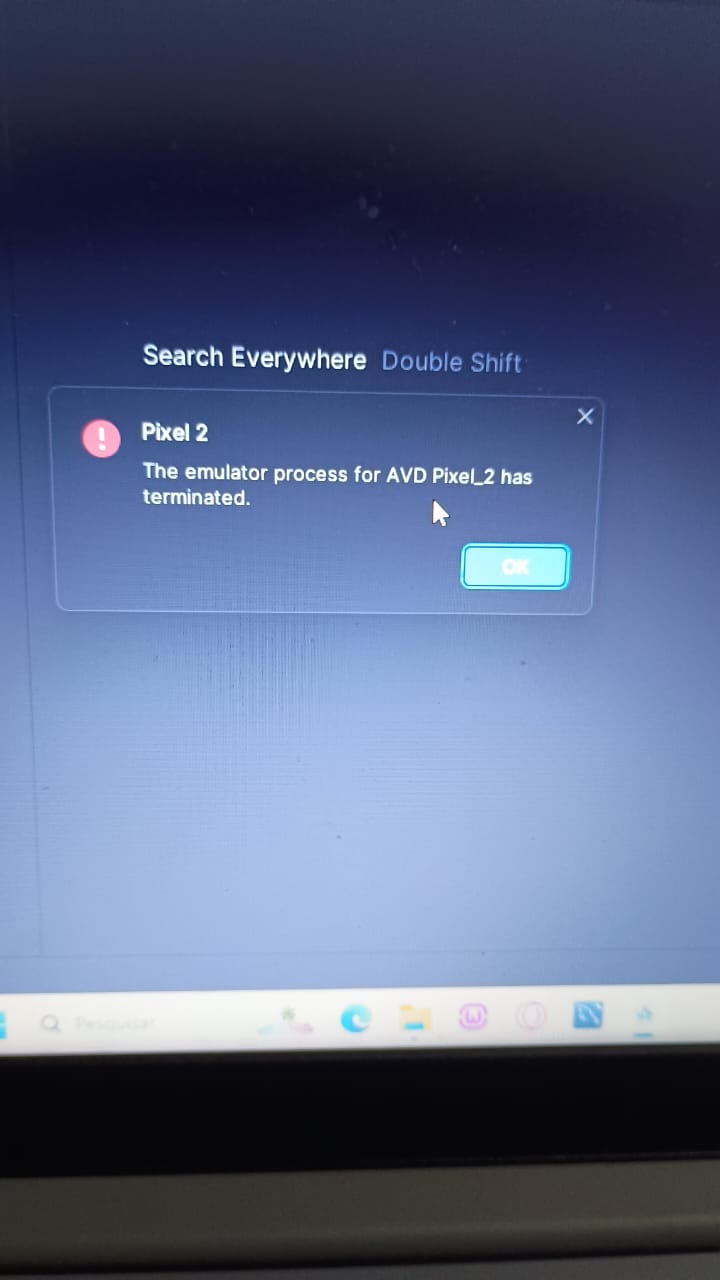 Search Everywhere Double Shift
Pixel 2
The emulator process for AVD Pixel_2 has
terminated.
OK
Pesquisar